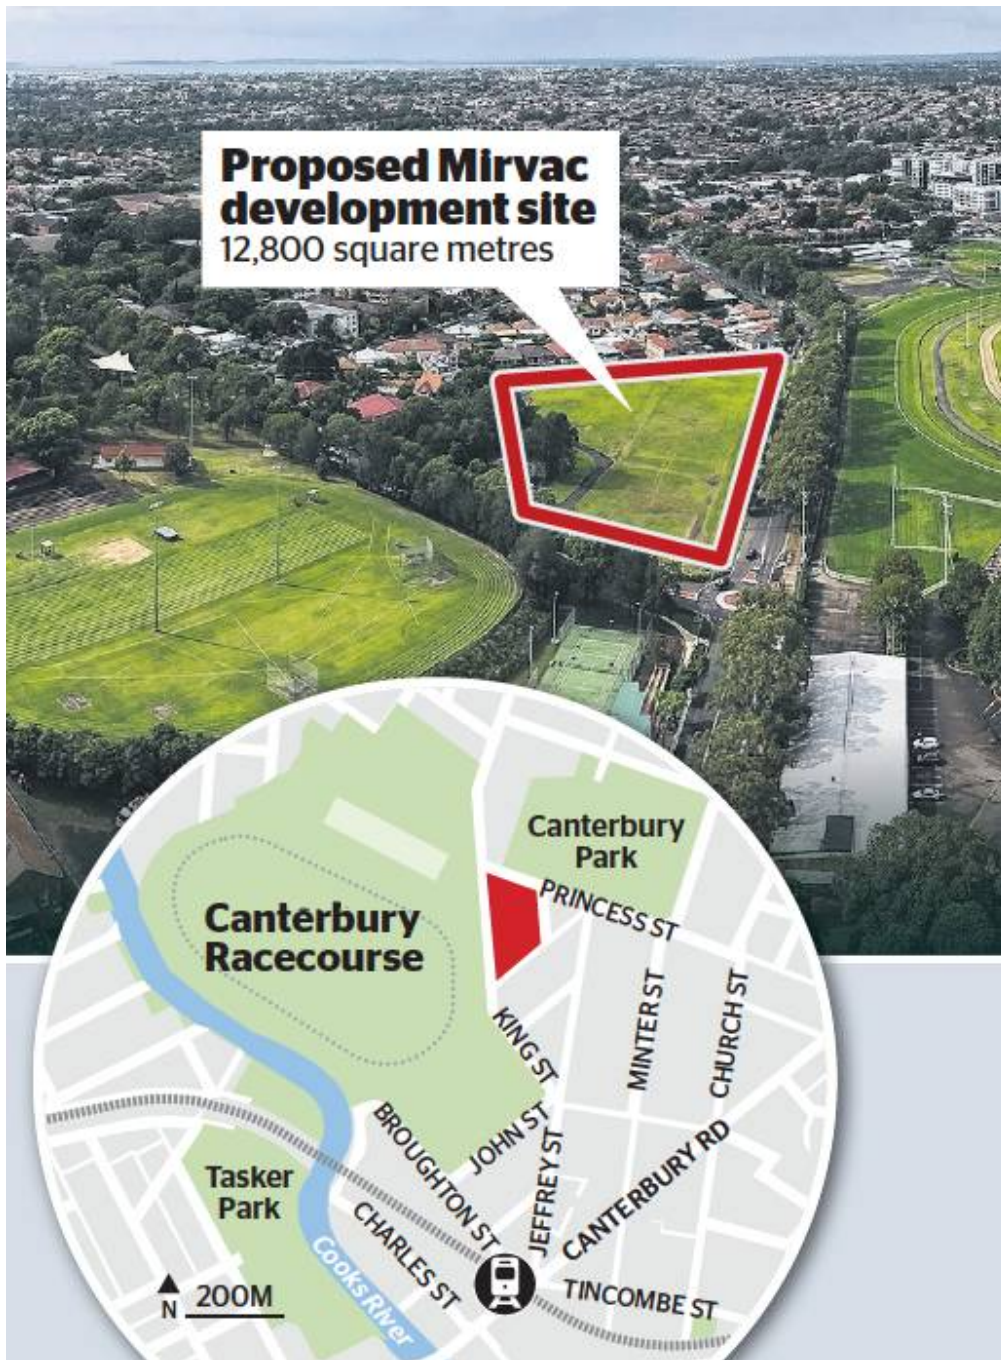 Proposed Mirvac
development site
12,800 square metres
Canterbury
Park
PRINCESS ST
Canterbury
Racecourse
KING ST
MINTER ST
CHURCH ST
BROUGHTON ST
JOHN ST
JEFFREY ST
CANTERBURY RD
Tasker
Park
CHARLES ST
Cooks River
TINCOMBE ST
N
200M